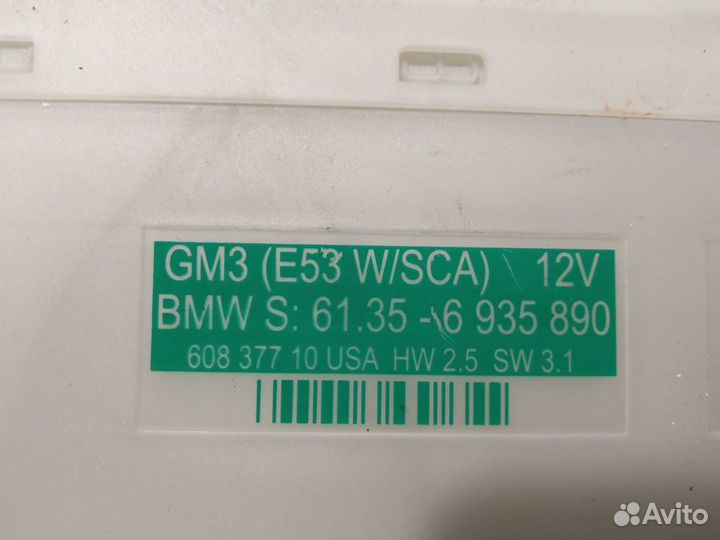 GM3 (E53 W/SCA) 12V
BMW S: 61.35 - 6 935 890
608 377 10 USA HW 2.5 SW 3.1
Avito